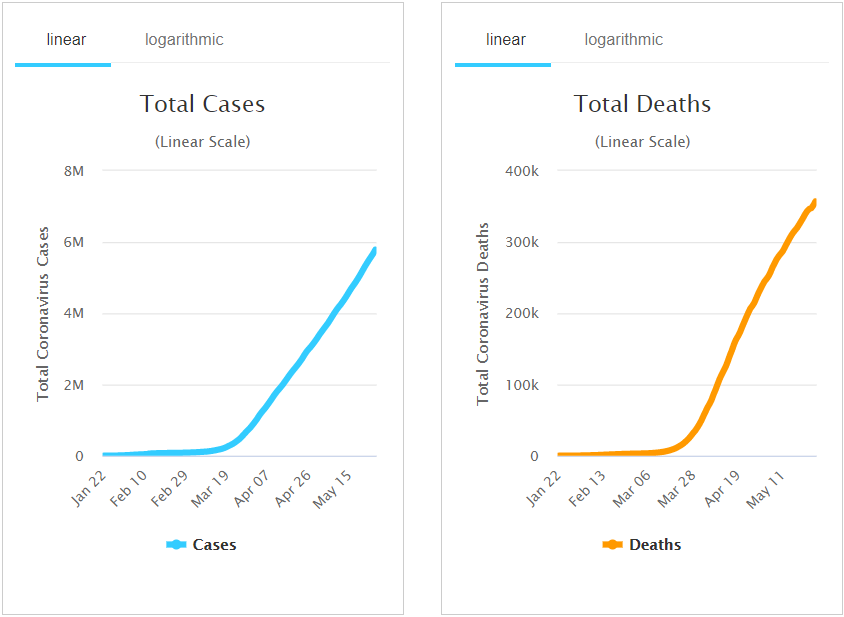 linear logarithmic
Total Cases
(Linear Scale)
Total Coronavirus Cases
8M
6M
4M
2M
0
Jan 22
Feb 10
Feb 29
Mar 19
Apr 07
Apr 26
May 15
Cases
linear logarithmic
Total Deaths
(Linear Scale)
Total Coronavirus Deaths
400k
300k
200k
100k
0
Jan 22
Feb 13
Mar 06
Mar 28
Apr 19
May 11
Deaths